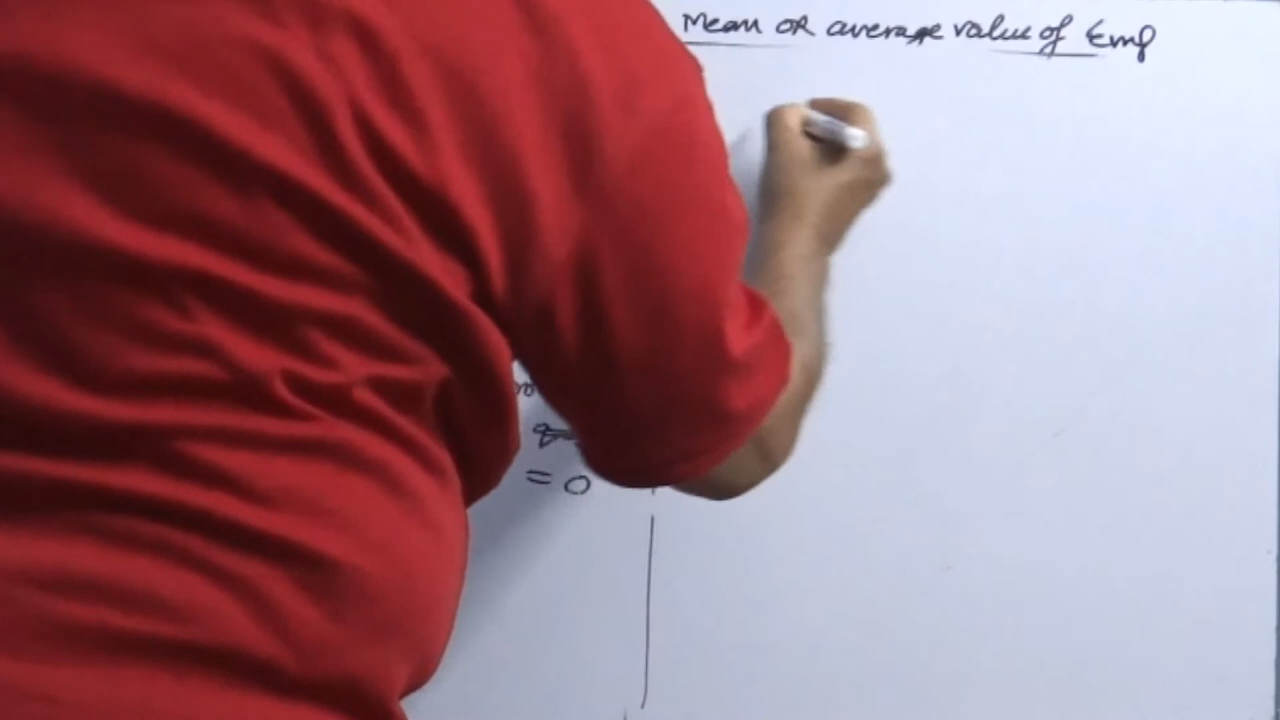 Mean OR average value of Emf
= 0